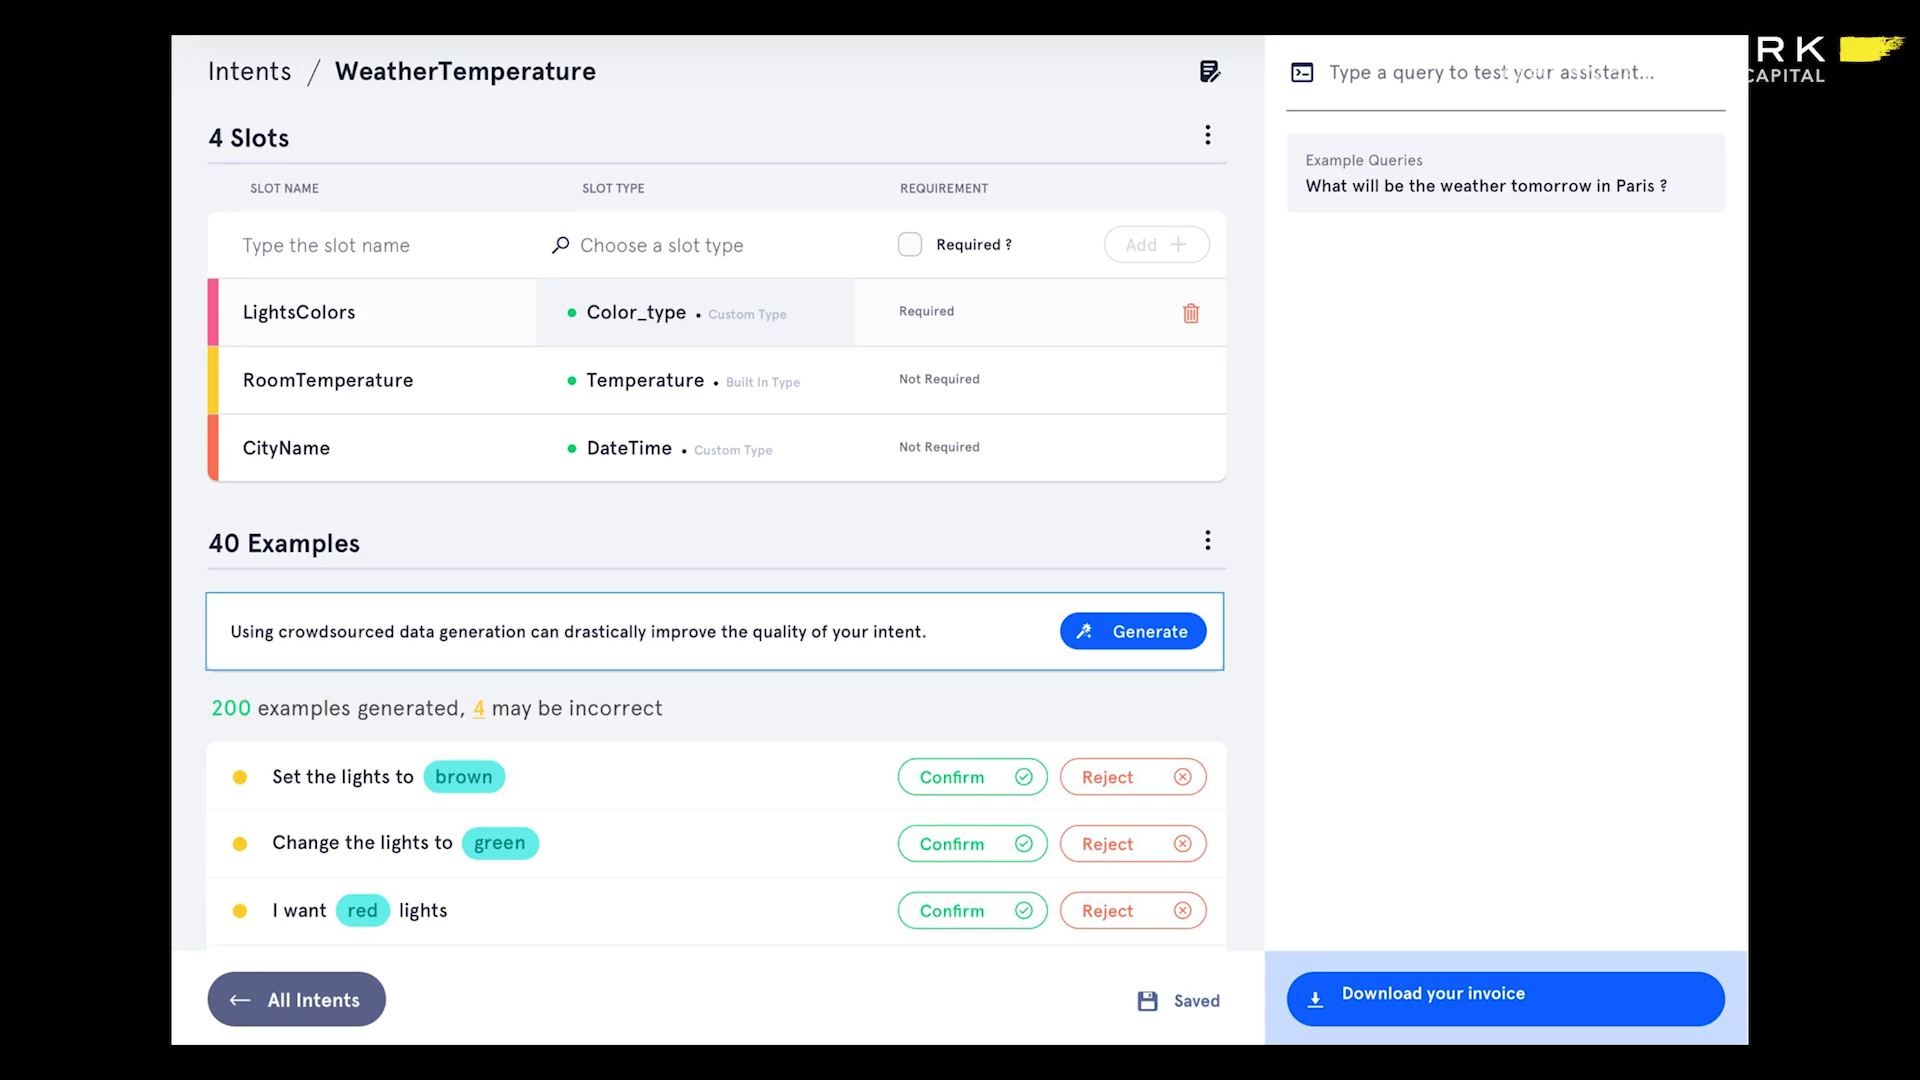 Intents / WeatherTemperature
4 Slots
SLOT NAME SLOT TYPE REQUIREMENT
Type the slot name Choose a slot type Required ? Add +
LightsColors Color_type • Custom Type Required
RoomTemperature Temperature • Built In Type Not Required
CityName DateTime • Custom Type Not Required
40 Examples
Using crowdsourced data generation can drastically improve the quality of your intent. Generate
200 examples generated, 4 may be incorrect
Set the lights to brown Confirm Reject
Change the lights to green Confirm Reject
I want red lights Confirm Reject
← All Intents Saved
Type a query to test your assistant...
Example Queries
What will be the weather tomorrow in Paris ?
Download your invoice
RK
CAPITAL